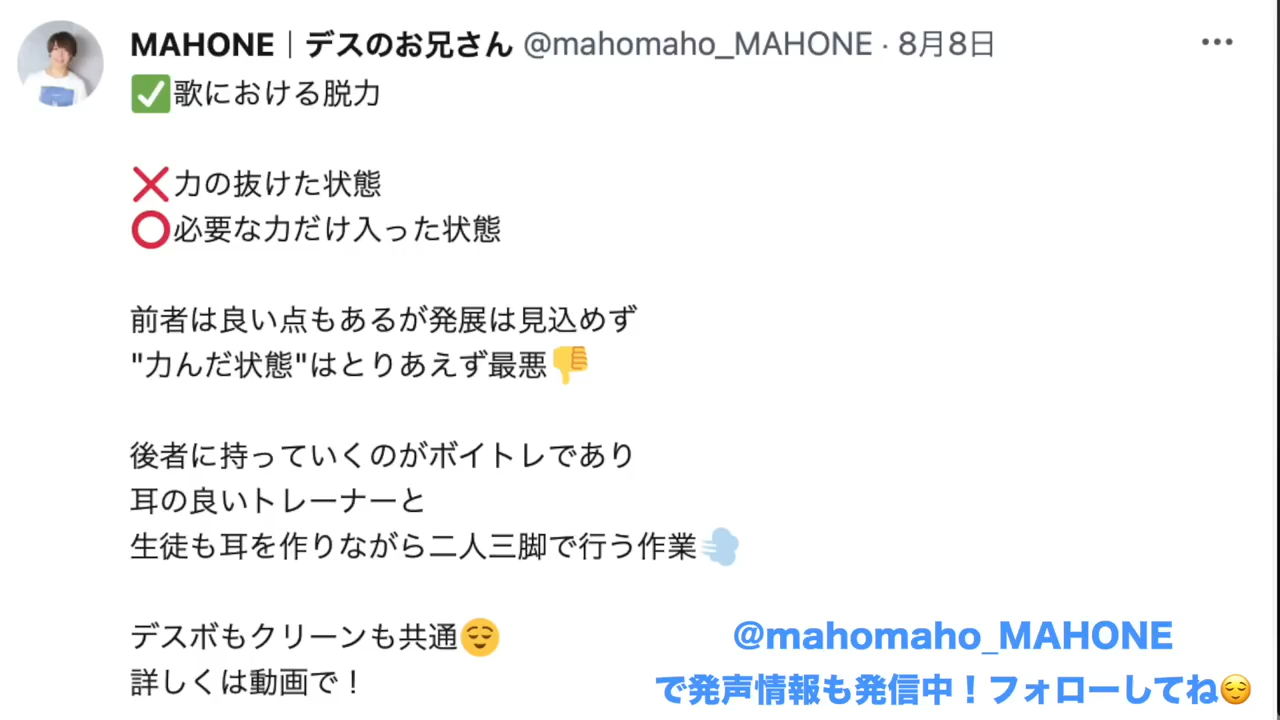 MAHONE｜デスのお兄さん @mahomaho_MAHONE · 8月8日
✅歌における脱力
❌力の抜けた状態
⭕必要な力だけ入った状態
前者は良い点もあるが発展は見込めず
"力んだ状態"はとりあえず最悪👎
後者に持っていくのがボイトレであり
耳の良いトレーナーと
生徒も耳を作りながら二人三脚で行う作業💨
デスボもクリーンも共通😌
詳しくは動画で！
@mahomaho_MAHONE
で発声情報も発信中！フォローしてね😌